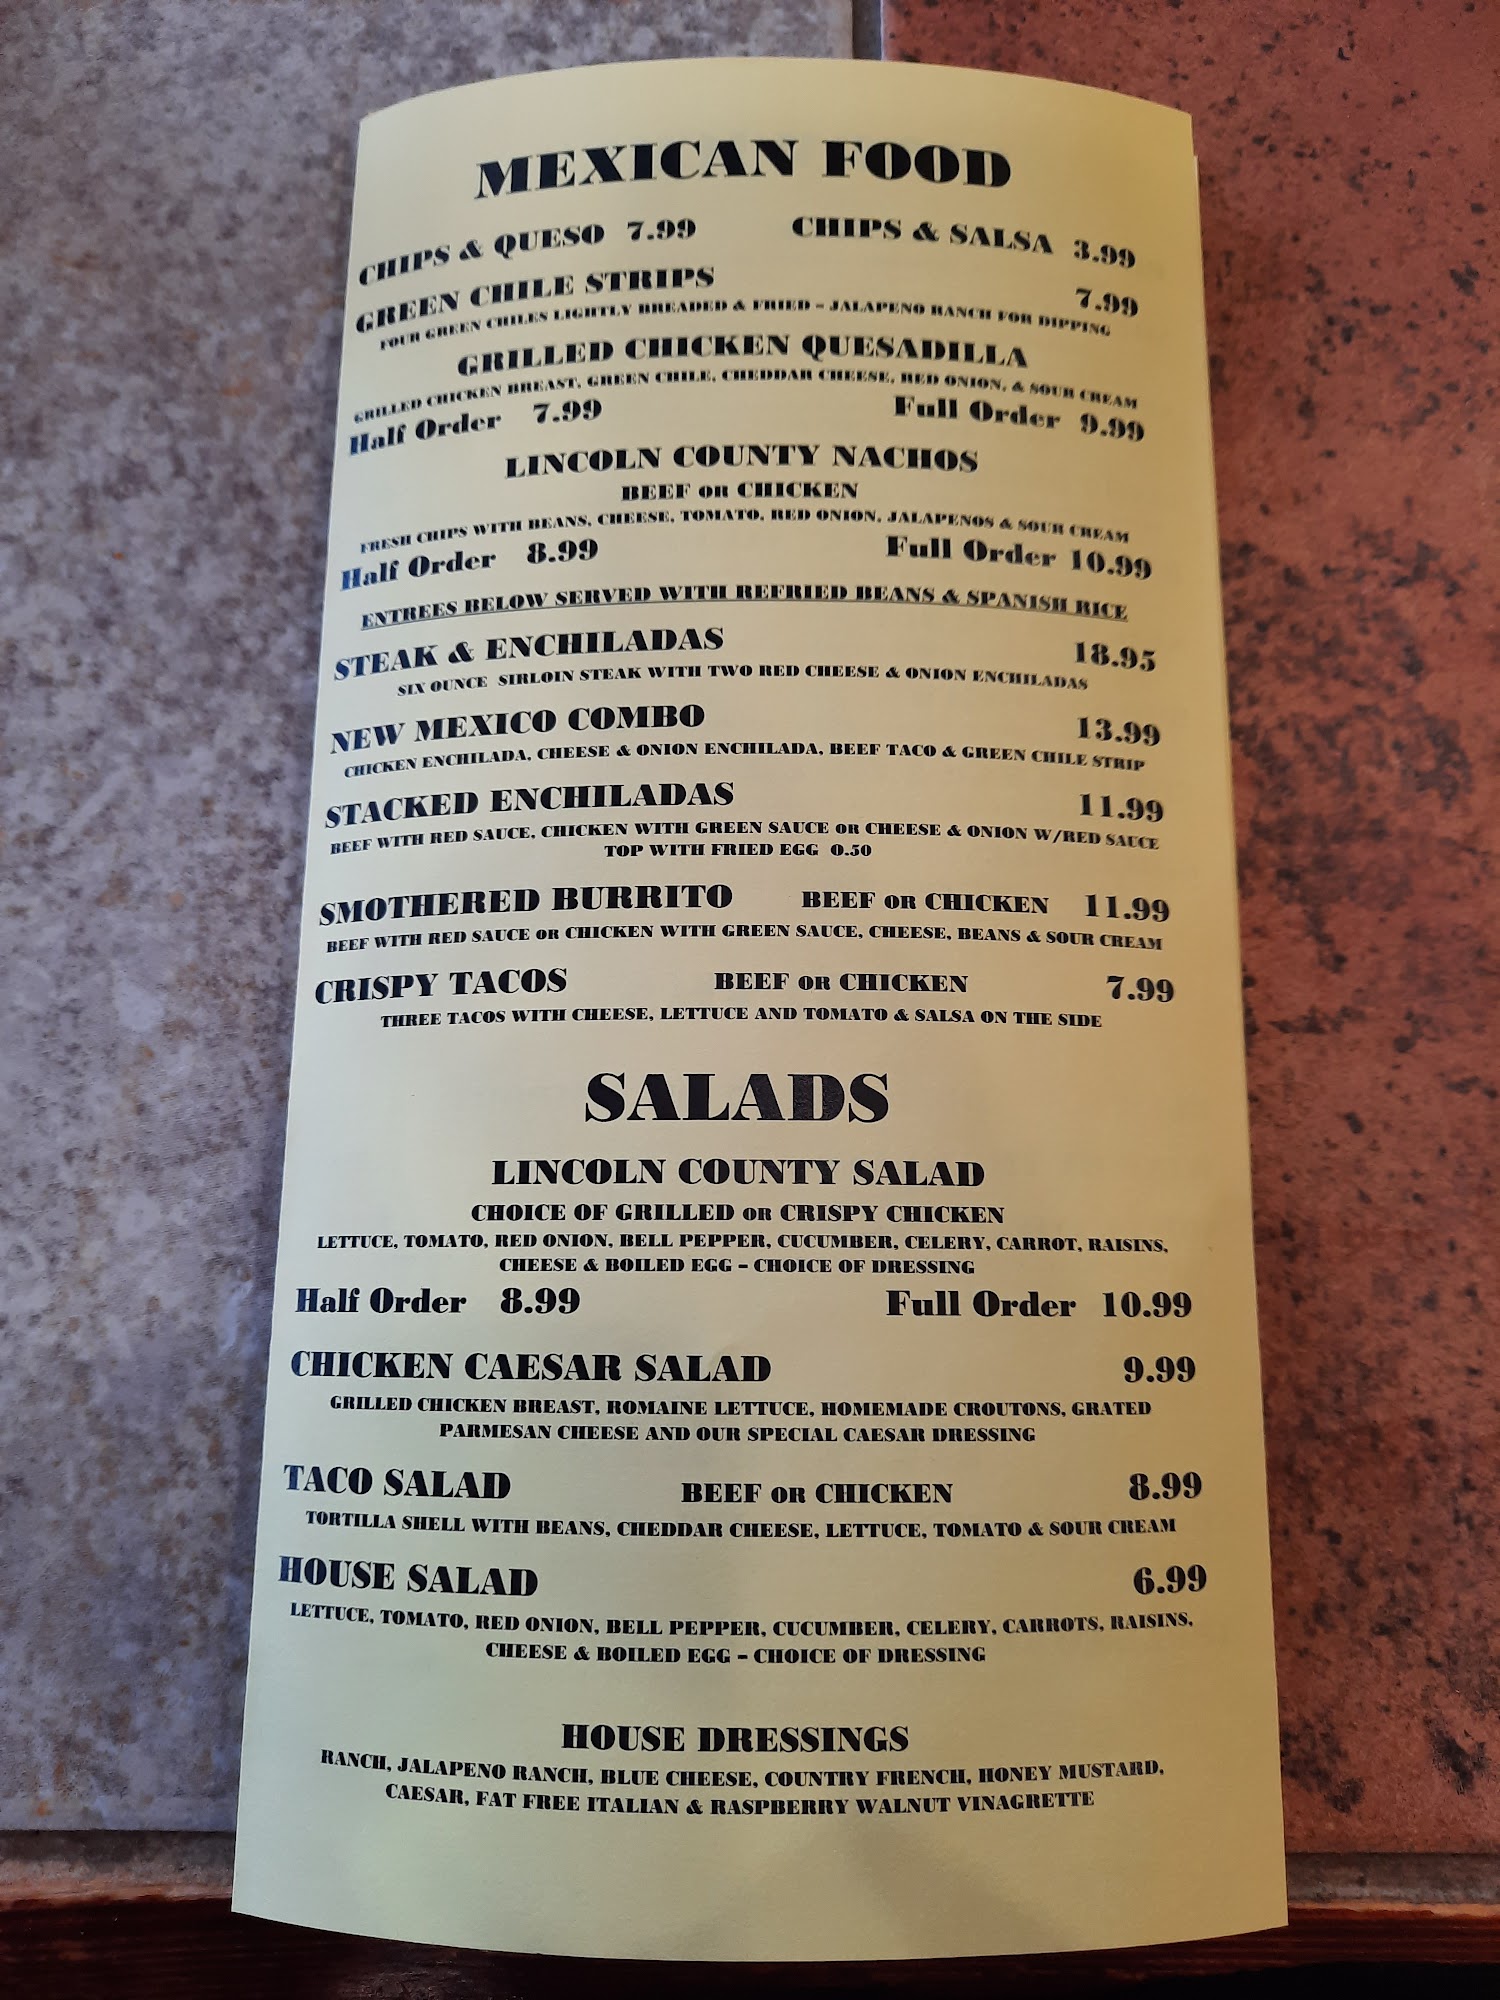 MEXICAN FOOD
CHIPS & QUESO 7.99 CHIPS & SALSA 3.99
GREEN CHILE STRIPS 7.99
FOUR GREEN CHILES LIGHTLY BREADED & FRIED – JALAPENO RANCH FOR DIPPING
GRILLED CHICKEN QUESADILLA
GRILLED CHICKEN BREAST, GREEN CHILE, CHEDDAR CHEESE, RED ONION, & SOUR CREAM
Half Order 7.99 Full Order 9.99
LINCOLN COUNTY NACHOS
BEEF OR CHICKEN
FRESH CHIPS WITH BEANS, CHEESE, TOMATO, RED ONION, JALAPENOS & SOUR CREAM
Half Order 8.99 Full Order 10.99
ENTREES BELOW SERVED WITH REFRIED BEANS & SPANISH RICE
STEAK & ENCHILADAS 18.95
SIX OUNCE SIRLOIN STEAK WITH TWO RED CHEESE & ONION ENCHILADAS
NEW MEXICO COMBO 13.99
CHICKEN ENCHILADA, CHEESE & ONION ENCHILADA, BEEF TACO & GREEN CHILE STRIP
STACKED ENCHILADAS 11.99
BEEF WITH RED SAUCE, CHICKEN WITH GREEN SAUCE OR CHEESE & ONION W/RED SAUCE
TOP WITH FRIED EGG 0.50
SMOTHERED BURRITO BEEF OR CHICKEN 11.99
BEEF WITH RED SAUCE OR CHICKEN WITH GREEN SAUCE, CHEESE, BEANS & SOUR CREAM
CRISPY TACOS BEEF OR CHICKEN 7.99
THREE TACOS WITH CHEESE, LETTUCE AND TOMATO & SALSA ON THE SIDE
SALADS
LINCOLN COUNTY SALAD
CHOICE OF GRILLED OR CRISPY CHICKEN
LETTUCE, TOMATO, RED ONION, BELL PEPPER, CUCUMBER, CELERY, CARROT, RAISINS,
CHEESE & BOILED EGG – CHOICE OF DRESSING
Half Order 8.99 Full Order 10.99
CHICKEN CAESAR SALAD 9.99
GRILLED CHICKEN BREAST, ROMAINE LETTUCE, HOMEMADE CROUTONS, GRATED
PARMESAN CHEESE AND OUR SPECIAL CAESAR DRESSING
TACO SALAD BEEF OR CHICKEN 8.99
TORTILLA SHELL WITH BEANS, CHEDDAR CHEESE, LETTUCE, TOMATO & SOUR CREAM
HOUSE SALAD 6.99
LETTUCE, TOMATO, RED ONION, BELL PEPPER, CUCUMBER, CELERY, CARROTS, RAISINS,
CHEESE & BOILED EGG – CHOICE OF DRESSING
HOUSE DRESSINGS
RANCH, JALAPENO RANCH, BLUE CHEESE, COUNTRY FRENCH, HONEY MUSTARD,
CAESAR, FAT FREE ITALIAN & RASPBERRY WALNUT VINAGRETTE